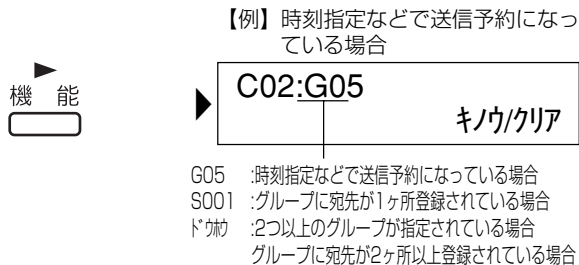 【例】時刻指定などで送信予約になっ
ている場合
機 能
C02:G05
ｷﾉｳ/ｸﾘｱ
G05 :時刻指定などで送信予約になっている場合
S001 :グループに宛先が1ヶ所登録されている場合
ﾄﾞｳﾎｳ :2つ以上のグループが指定されている場合
グループに宛先が2ヶ所以上登録されている場合